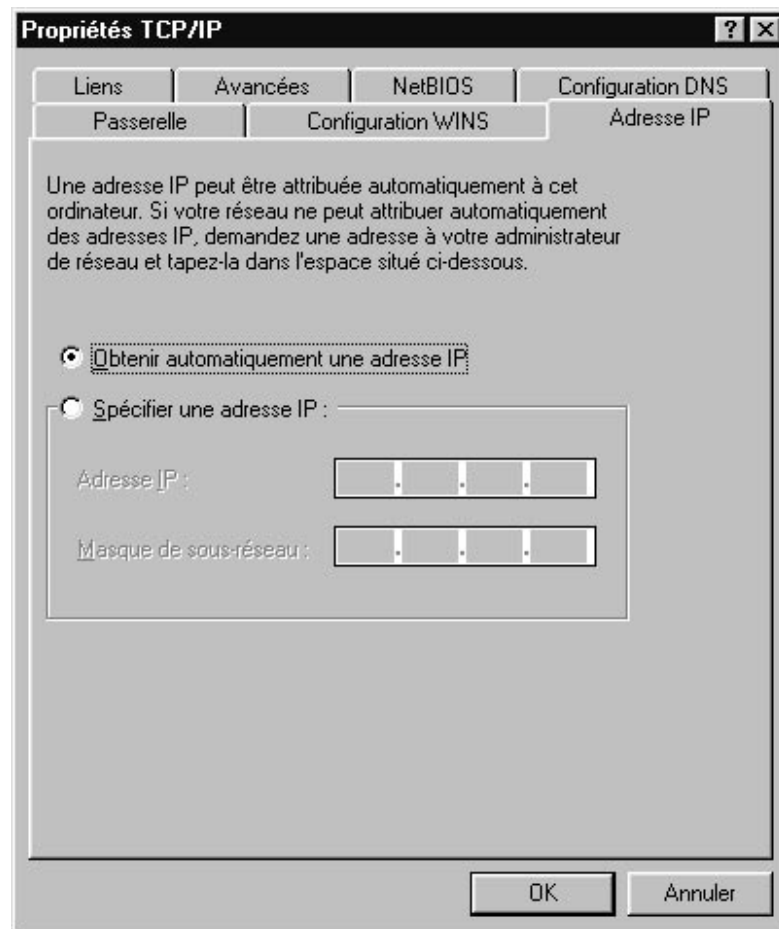 Propriétés TCP/IP
Liens Avancées NetBIOS Configuration DNS
Passerelle Configuration WINS Adresse IP
Une adresse IP peut être attribuée automatiquement à cet
ordinateur. Si votre réseau ne peut attribuer automatiquement
des adresses IP, demandez une adresse à votre administrateur
de réseau et tapez-la dans l'espace situé ci-dessous.
Obtenir automatiquement une adresse IP
Spécifier une adresse IP :
Adresse IP :
Masque de sous-réseau :
OK Annuler